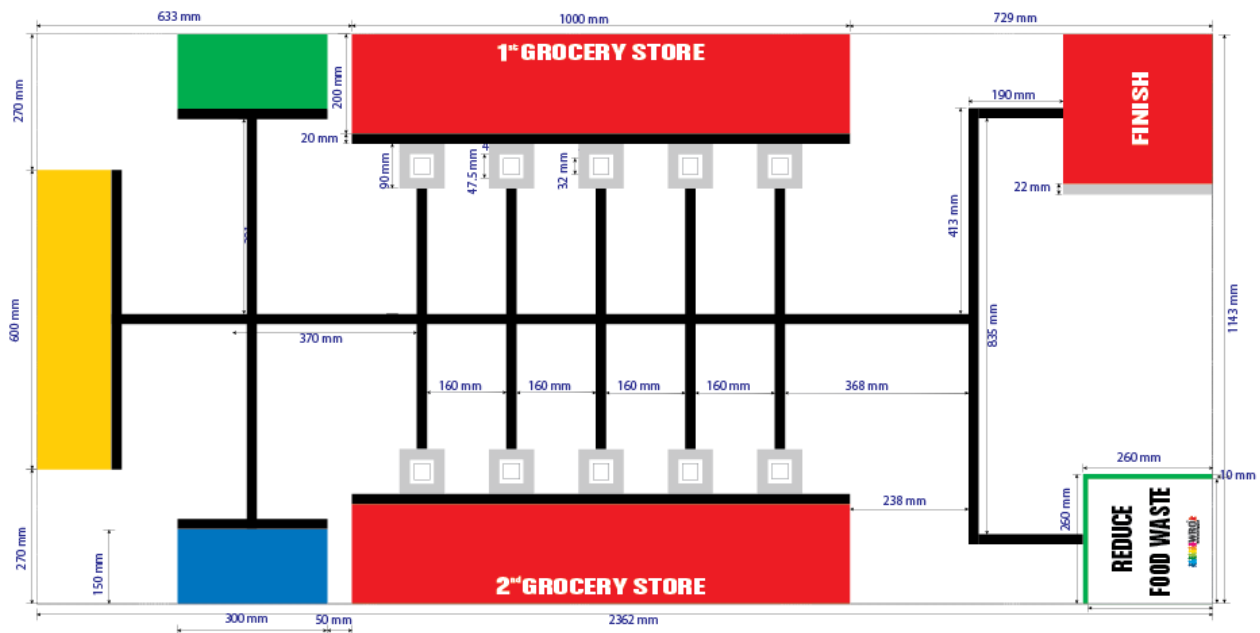 633 mm
1000 mm
729 mm
270 mm
200 mm
20 mm
1st GROCERY STORE
190 mm
FINISH
90 mm
47.5 mm
32 mm
22 mm
413 mm
600 mm
370 mm
835 mm
1143 mm
160 mm
160 mm
160 mm
160 mm
368 mm
260 mm
10 mm
238 mm
260 mm
REDUCE
FOOD WASTE
270 mm
150 mm
2nd GROCERY STORE
300 mm
50 mm
2362 mm